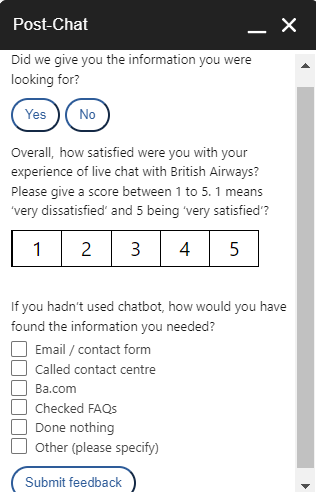 Post-Chat
Did we give you the information you were
looking for?
Yes No
Overall, how satisfied were you with your
experience of live chat with British Airways?
Please give a score between 1 to 5. 1 means
‘very dissatisfied’ and 5 being ‘very satisfied’?
1 2 3 4 5
If you hadn't used chatbot, how would you have
found the information you needed?
Email / contact form
Called contact centre
Ba.com
Checked FAQs
Done nothing
Other (please specify)
Submit feedback